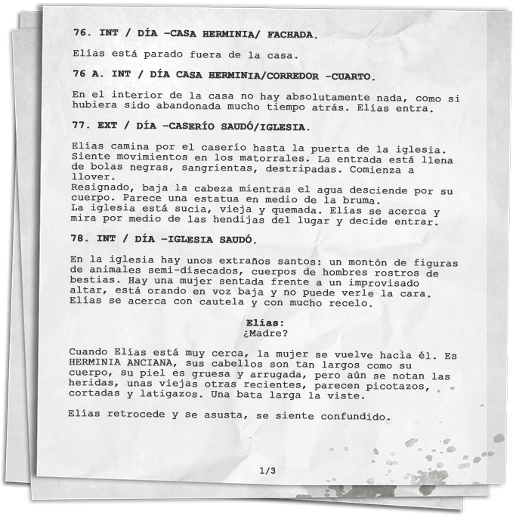 76. INT / DÍA –CASA HERMINIA/ FACHADA.
Elías está parado fuera de la casa.
76 A. INT / DÍA CASA HERMINIA/CORREDOR -CUARTO.
En el interior de la casa no hay absolutamente nada, como si
hubiera sido abandonada mucho tiempo atrás. Elías entra.
77. EXT / DÍA –CASERÍO SAUDÓ/IGLESIA.
Elías camina por el caserío hasta la puerta de la iglesia.
Siente movimientos en los matorrales. La entrada está llena
de bolas negras, sangrientas, destripadas. Comienza a
llover.
Resignado, baja la cabeza mientras el agua desciende por su
cuerpo. Parece una estatua en medio de la bruma.
La iglesia está sucia, vieja y quemada. Elías se acerca y
mira por medio de las hendijas del lugar y decide entrar.
78. INT / DÍA –IGLESIA SAUDÓ.
En la iglesia hay unos extraños santos: un montón de figuras
de animales semi-disecados, cuerpos de hombres rostros de
bestias. Hay una mujer sentada frente a un improvisado
altar, está orando en voz baja y no puede verle la cara.
Elías se acerca con cautela y con mucho recelo.
Elías:
¿Madre?
Cuando Elías está muy cerca, la mujer se vuelve hacia él. Es
HERMINIA ANCIANA, sus cabellos son tan largos como su
cuerpo, su piel es gruesa y arrugada, pero aún se notan las
heridas, unas viejas otras recientes, parecen picotazos,
cortadas y latigazos. Una bata larga la viste.
Elías retrocede y se asusta, se siente confundido.
1/3